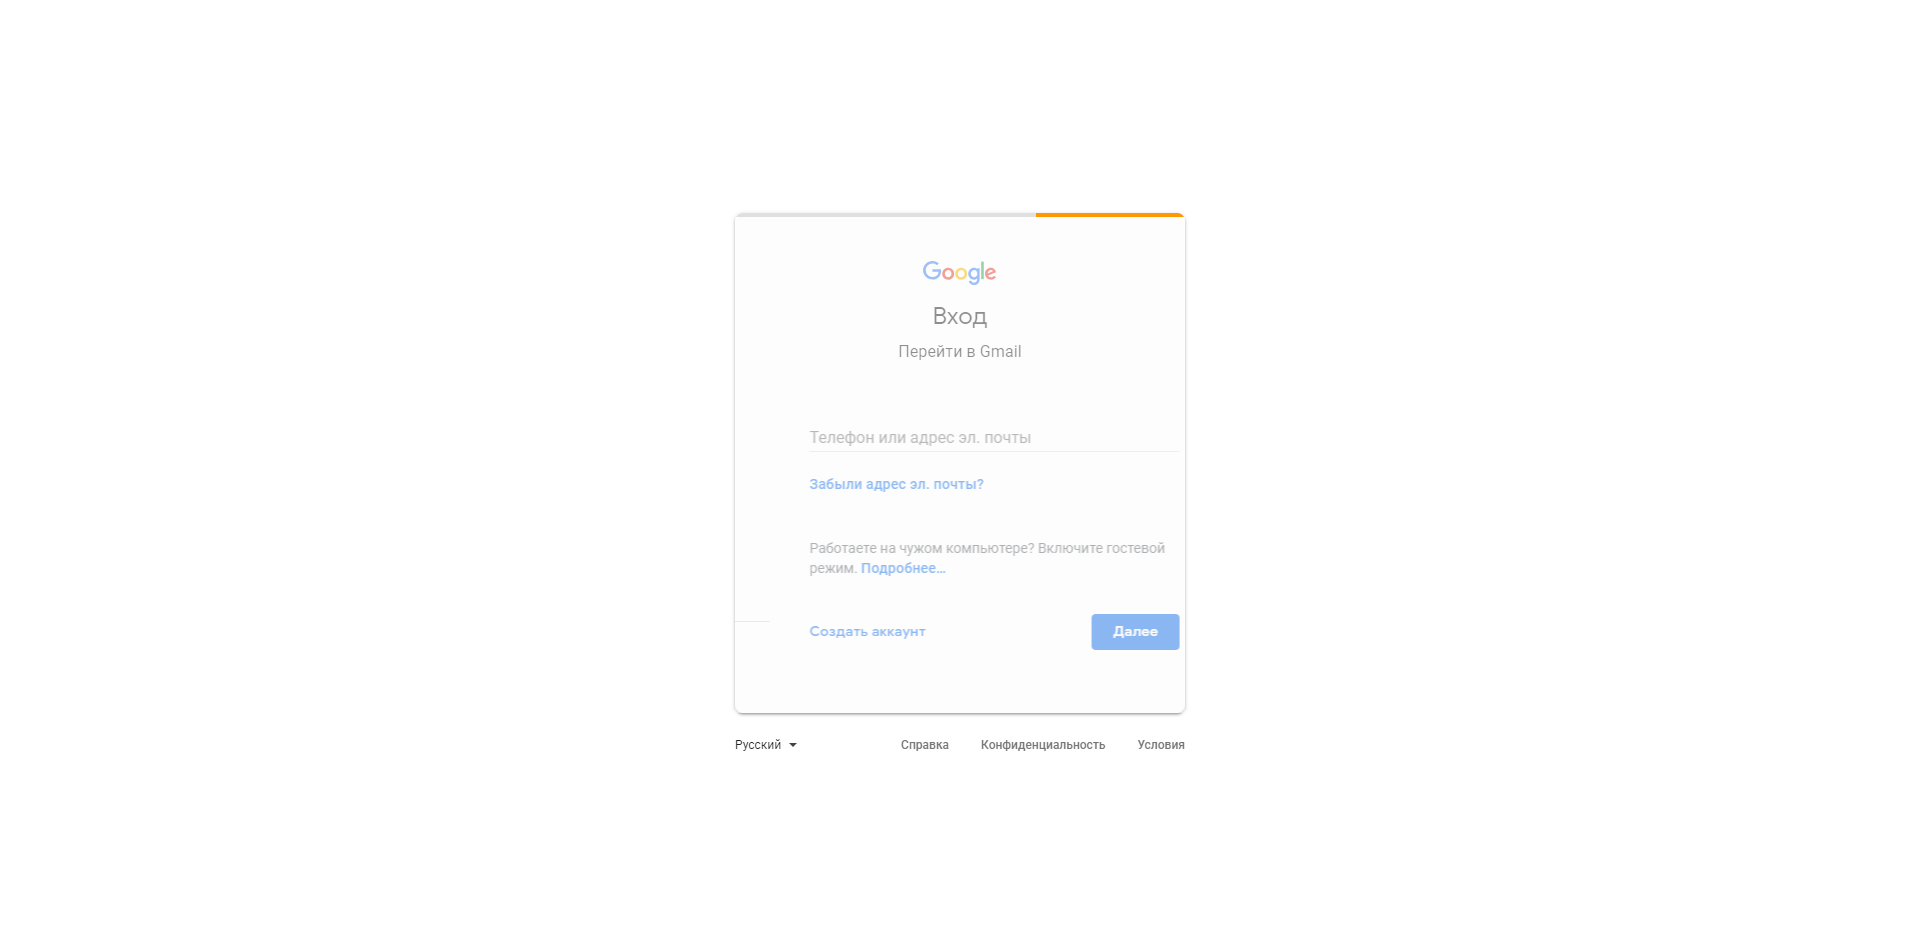 Google
Вход
Перейти в Gmail
Телефон или адрес эл. почты
Забыли адрес эл. почты?
Работаете на чужом компьютере? Включите гостевой
режим. Подробнее…
Создать аккаунт Далее
Русский Справка Конфиденциальность Условия